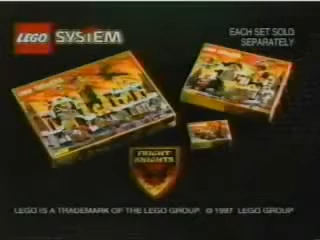 LEGO SYSTEM
EACH SET SOLD
SEPARATELY
FRIGHT
KNIGHTS
LEGO IS A TRADEMARK OF THE LEGO GROUP. © 1997 LEGO GROUP